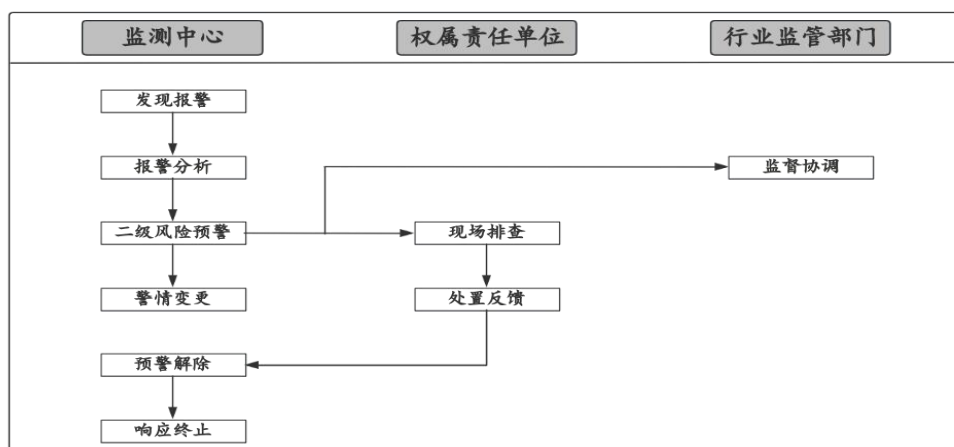 监测中心 权属责任单位 行业监管部门
发现报警
报警分析 监督协调
二级风险预警 现场排查
警情变更 处置反馈
预警解除
响应终止